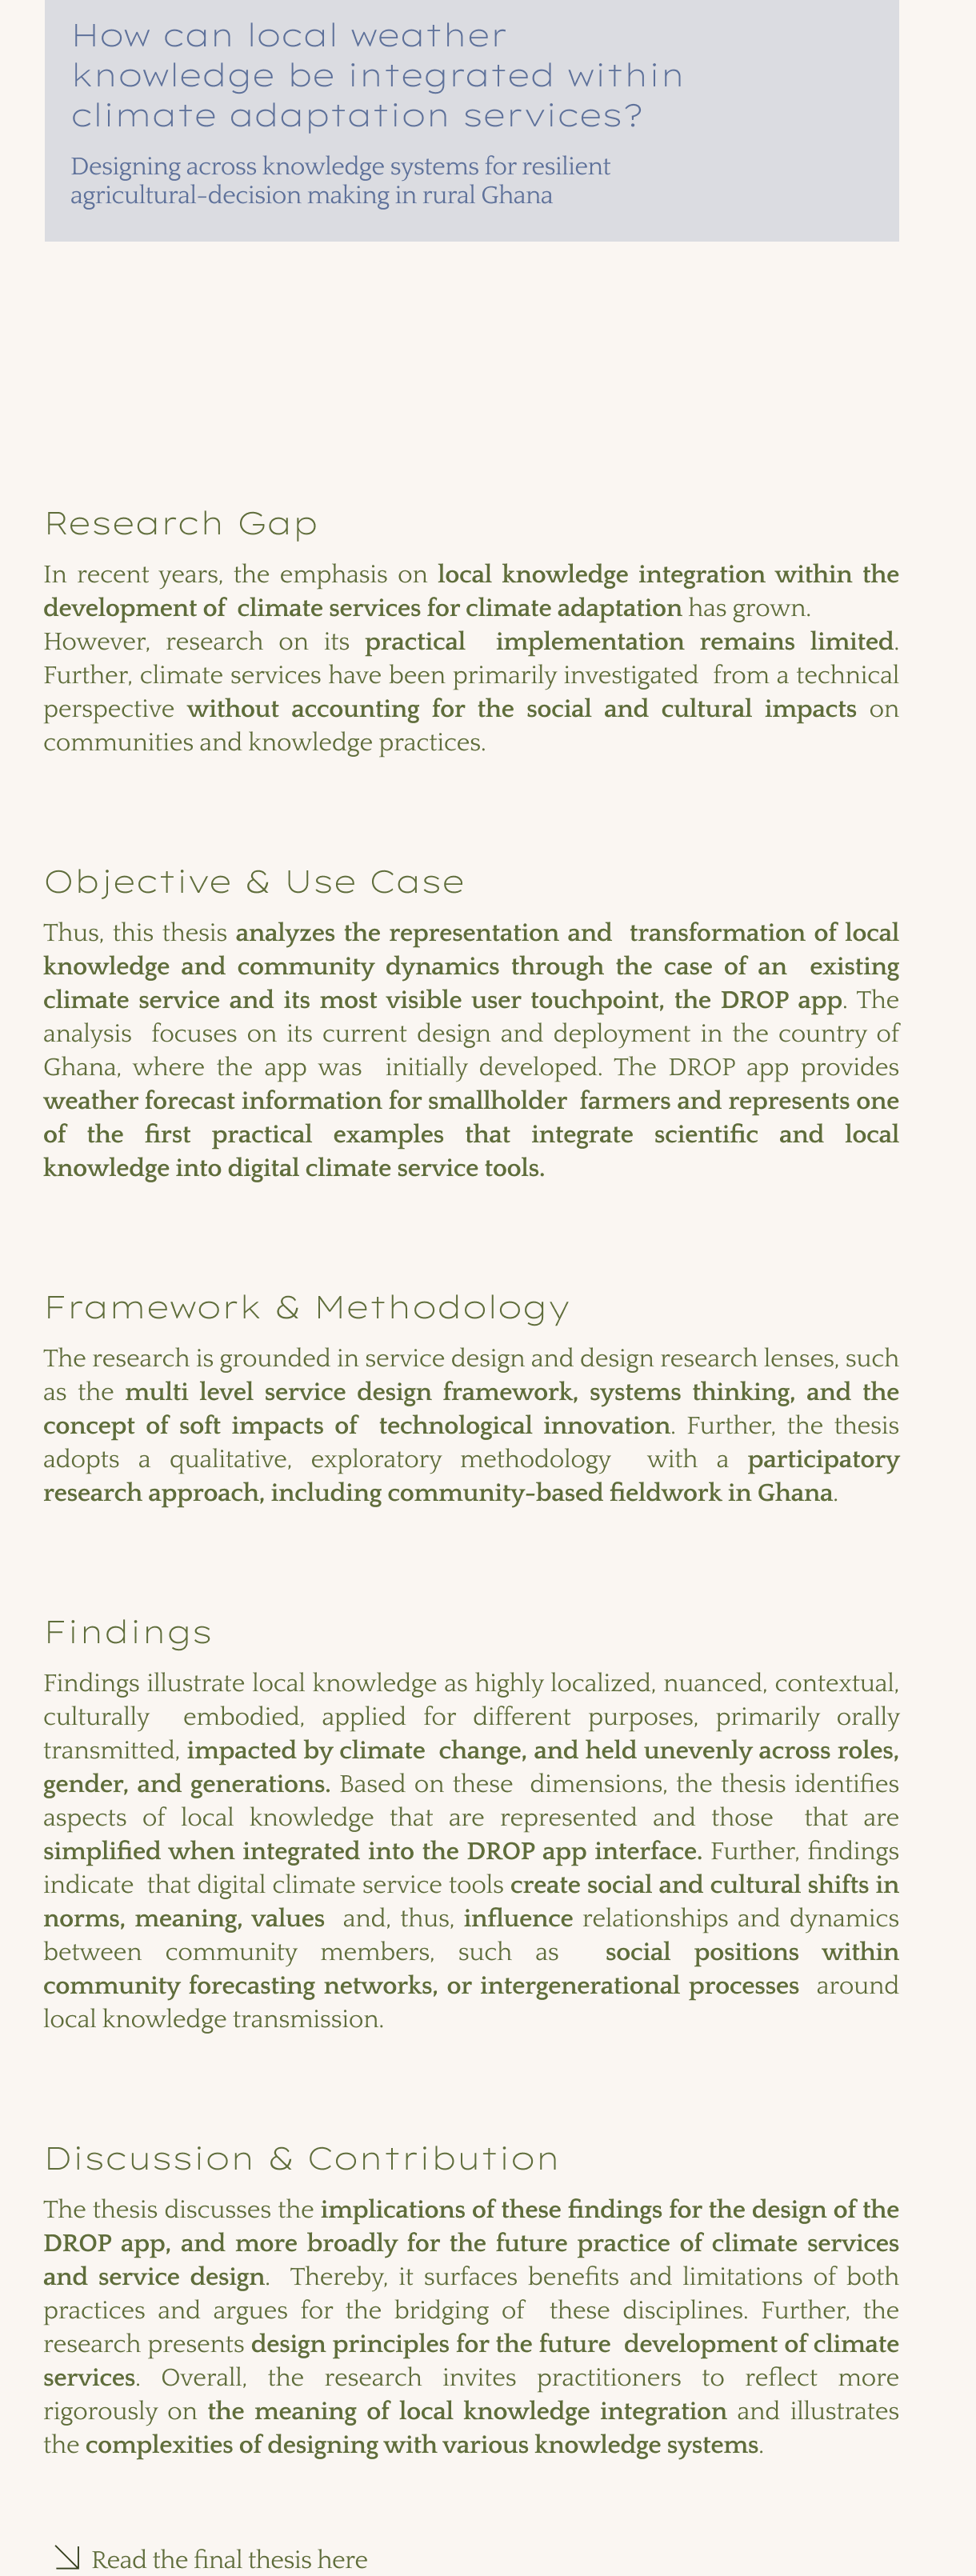 How can local weather
knowledge be integrated within
climate adaptation services?
Designing across knowledge systems for resilient
agricultural-decision making in rural Ghana
Research Gap
In recent years, the emphasis on local knowledge integration within the
development of climate services for climate adaptation has grown.
However, research on its practical implementation remains limited.
Further, climate services have been primarily investigated from a technical
perspective without accounting for the social and cultural impacts on
communities and knowledge practices.
Objective & Use Case
Thus, this thesis analyzes the representation and transformation of local
knowledge and community dynamics through the case of an existing
climate service and its most visible user touchpoint, the DROP app. The
analysis focuses on its current design and deployment in the country of
Ghana, where the app was initially developed. The DROP app provides
weather forecast information for smallholder farmers and represents one
of the first practical examples that integrate scientific and local
knowledge into digital climate service tools.
Framework & Methodology
The research is grounded in service design and design research lenses, such
as the multi level service design framework, systems thinking, and the
concept of soft impacts of technological innovation. Further, the thesis
adopts a qualitative, exploratory methodology with a participatory
research approach, including community-based fieldwork in Ghana.
Findings
Findings illustrate local knowledge as highly localized, nuanced, contextual,
culturally embodied, applied for different purposes, primarily orally
transmitted, impacted by climate change, and held unevenly across roles,
gender, and generations. Based on these dimensions, the thesis identifies
aspects of local knowledge that are represented and those that are
simplified when integrated into the DROP app interface. Further, findings
indicate that digital climate service tools create social and cultural shifts in
norms, meaning, values and, thus, influence relationships and dynamics
between community members, such as social positions within
community forecasting networks, or intergenerational processes around
local knowledge transmission.
Discussion & Contribution
The thesis discusses the implications of these findings for the design of the
DROP app, and more broadly for the future practice of climate services
and service design. Thereby, it surfaces benefits and limitations of both
practices and argues for the bridging of these disciplines. Further, the
research presents design principles for the future development of climate
services. Overall, the research invites practitioners to reflect more
rigorously on the meaning of local knowledge integration and illustrates
the complexities of designing with various knowledge systems.
Read the final thesis here